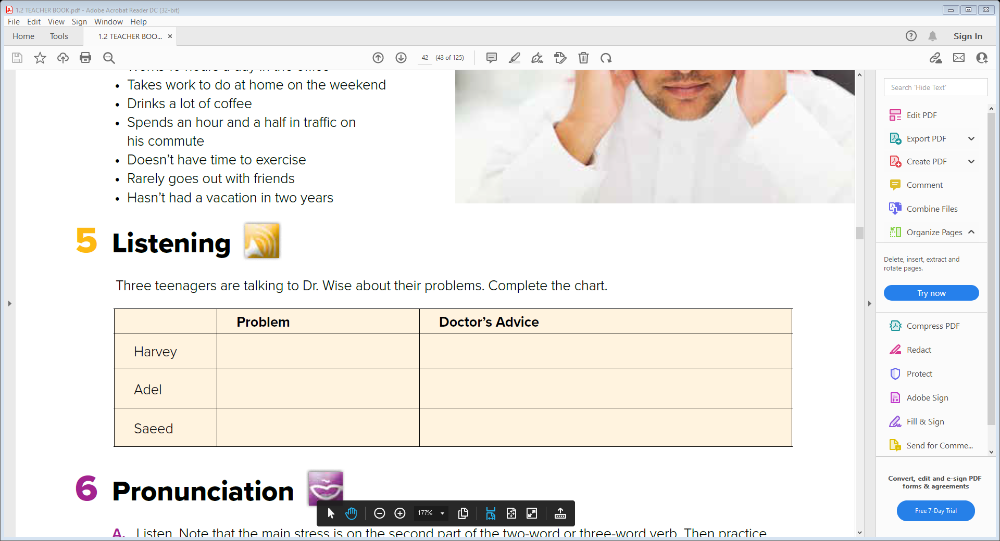 1.2 TEACHER BOOK.pdf - Adobe Acrobat Reader DC (32-bit)
File Edit View Sign Window Help
Home Tools 1.2 TEACHER BOO... × Sign In
42 (43 of 125)
Works 10 hours a day in the office
• Takes work to do at home on the weekend
• Drinks a lot of coffee
• Spends an hour and a half in traffic on
his commute
• Doesn’t have time to exercise
• Rarely goes out with friends
• Hasn’t had a vacation in two years
5 Listening
Three teenagers are talking to Dr. Wise about their problems. Complete the chart.
Problem Doctor’s Advice
Harvey
Adel
Saeed
6 Pronunciation
A. Listen. Note that the main stress is on the second part of the two-word or three-word verb. Then practice
177%
Search 'Hide Text'
Edit PDF
Export PDF
Create PDF
Comment
Combine Files
Organize Pages
Delete, insert, extract and
rotate pages.
Try now
Compress PDF
Redact
Protect
Adobe Sign
Fill & Sign
Send for Comme...
Convert, edit and e-sign PDF
forms & agreements
Free 7-Day Trial